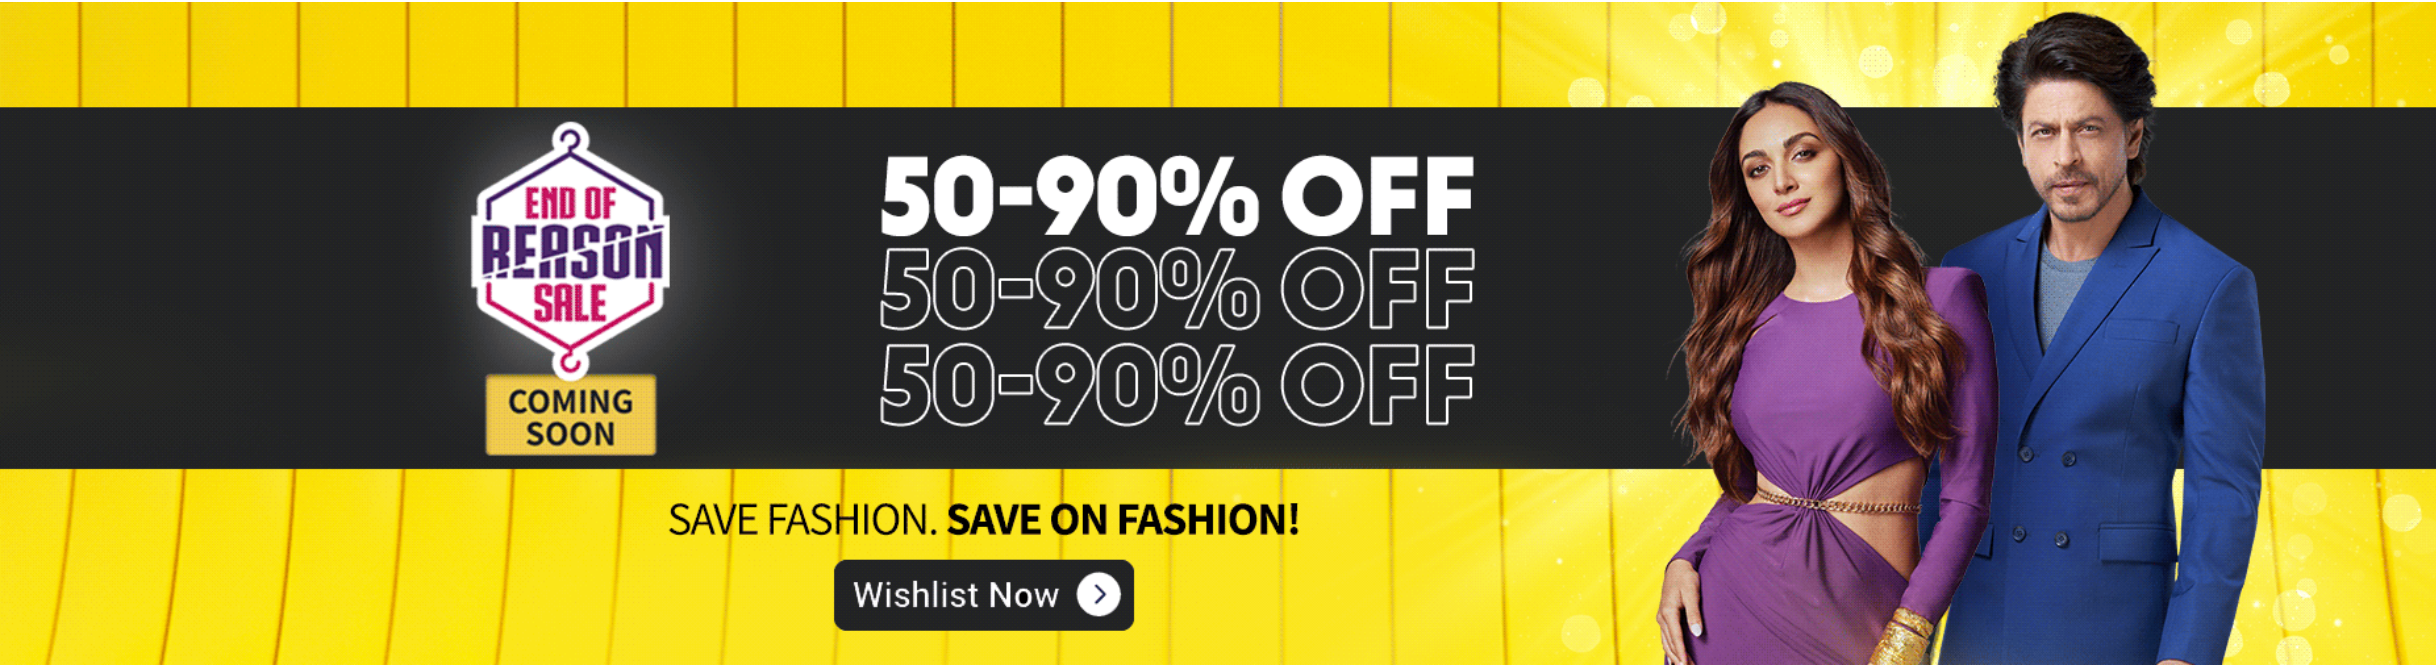 END OF
REASON
SALE
COMING
SOON
50-90% OFF
50-90% OFF
50-90% OFF
SAVE FASHION. SAVE ON FASHION!
Wishlist Now